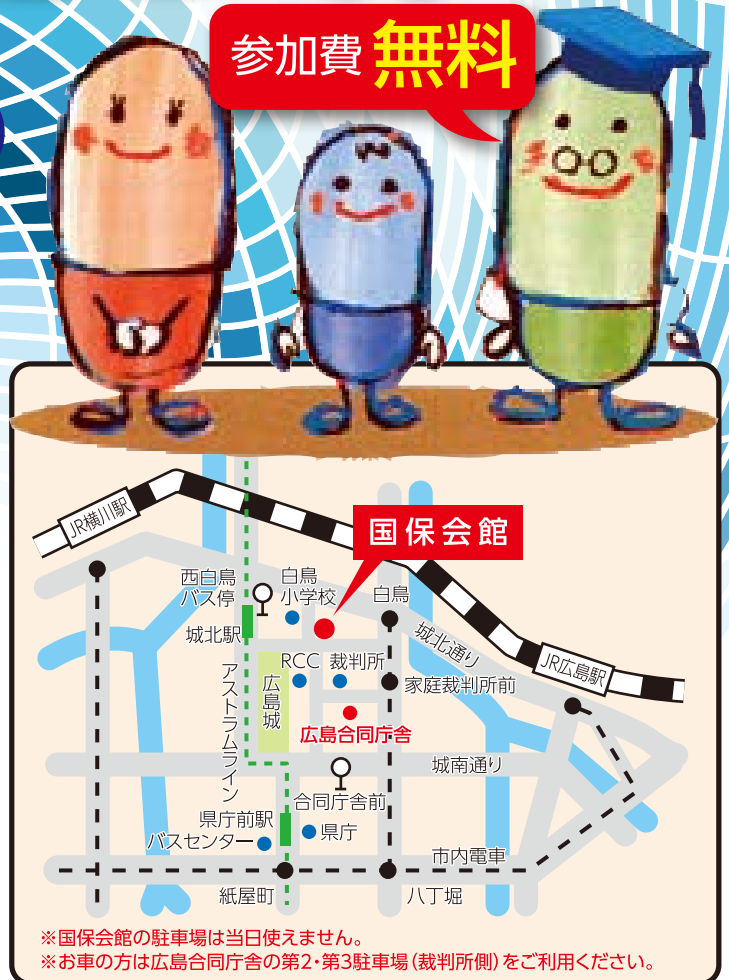 参加費 無料
JR横川駅
国保会館
西白鳥
バス停
白鳥
小学校
白鳥
城北駅
城北通り
JR広島駅
RCC
裁判所
家庭裁判所前
アストラムライン
広島城
広島合同庁舎
城南通り
合同庁舎前
県庁前駅
県庁
バスセンター
市内電車
紙屋町
八丁堀
※国保会館の駐車場は当日使えません。
※お車の方は広島合同庁舎の第2・第3駐車場(裁判所側)をご利用ください。